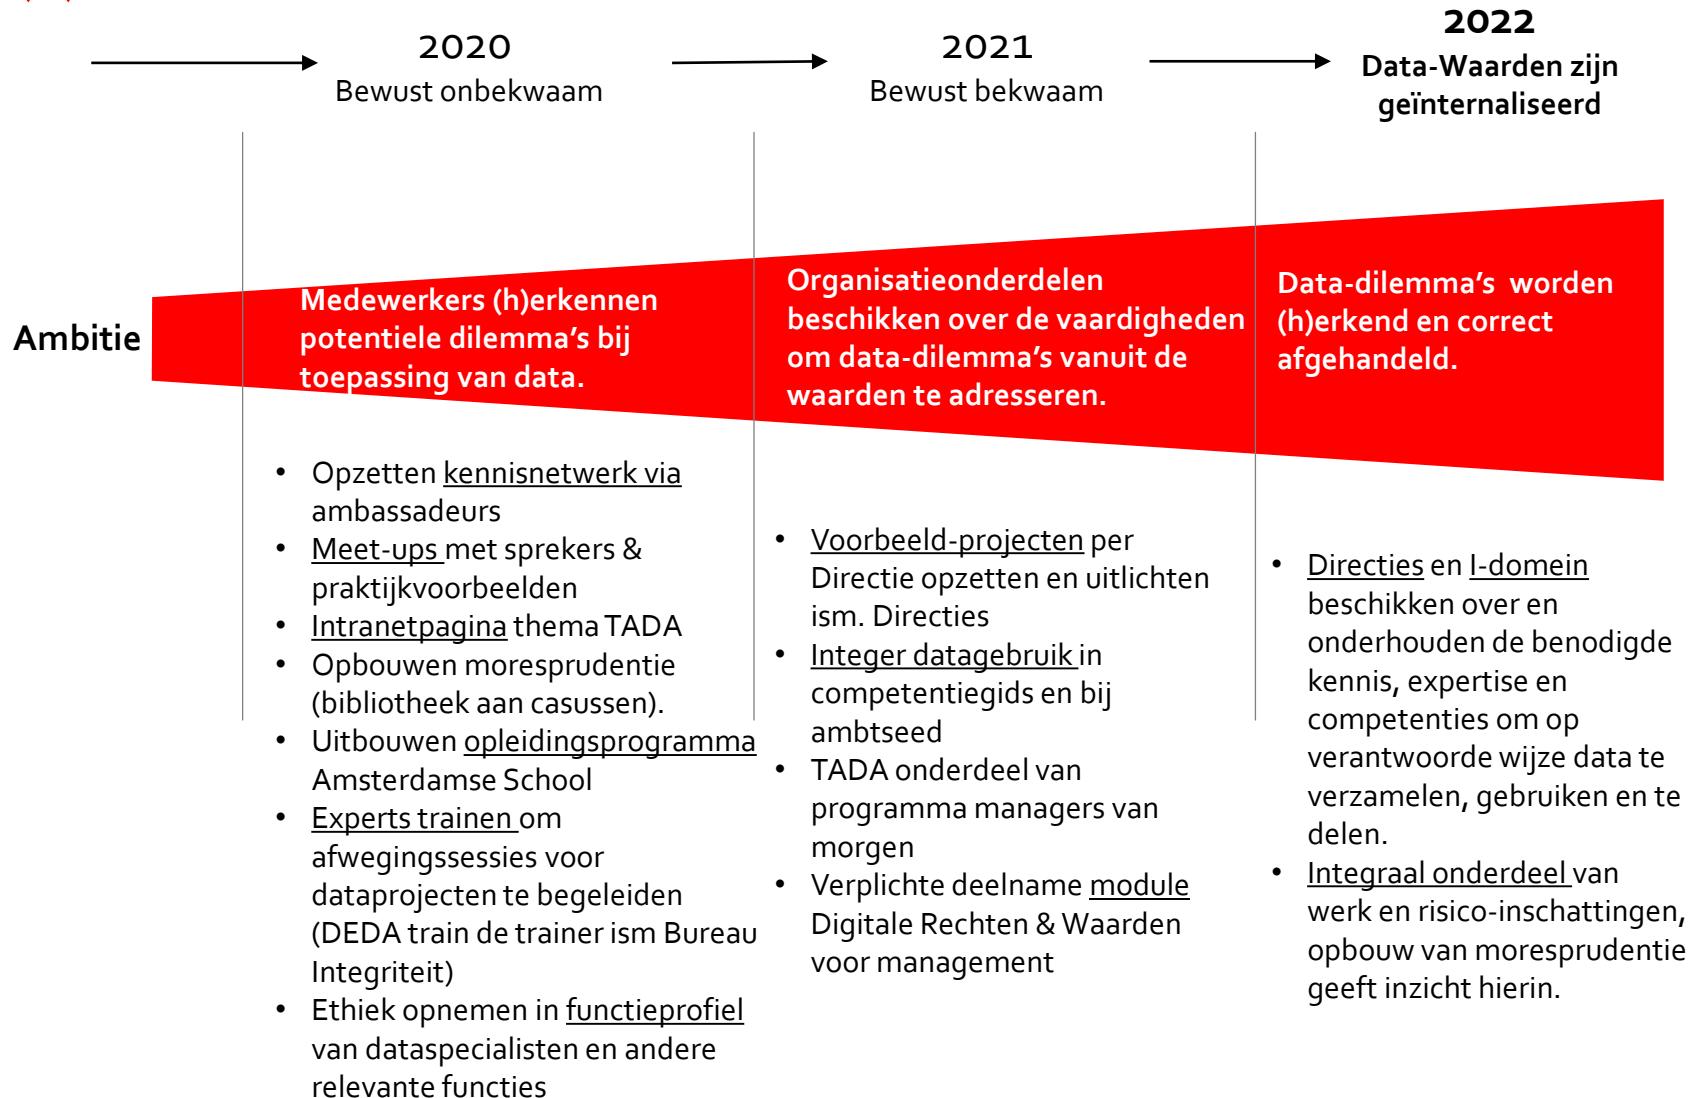 2020
Bewust onbekwaam
2021
Bewust bekwaam
2022
Data-Waarden zijn
geïnternaliseerd
Ambitie
Medewerkers (h)erkennen
potentiele dilemma’s bij
toepassing van data.
Organisatieonderdelen
beschikken over de vaardigheden
om data-dilemma’s vanuit de
waarden te adresseren.
Data-dilemma’s  worden
(h)erkend en correct
afgehandeld.
• Opzetten kennisnetwerk via
ambassadeurs
• Meet-ups met sprekers &
praktijkvoorbeelden
• Intranetpagina thema TADA
• Opbouwen moresprudentie
(bibliotheek aan casussen).
• Uitbouwen opleidingsprogramma
Amsterdamse School
• Experts trainen om
afwegingssessies voor
dataprojecten te begeleiden
(DEDA train de trainer ism Bureau
Integriteit)
• Ethiek opnemen in functieprofiel
van dataspecialisten en andere
relevante functies
• Voorbeeld-projecten per
Directie opzetten en uitlichten
ism. Directies
• Integer datagebruik in
competentiegids en bij
ambtseed
• TADA onderdeel van
programma managers van
morgen
• Verplichte deelname module
Digitale Rechten & Waarden
voor management
• Directies en I-domein
beschikken over en
onderhouden de benodigde
kennis, expertise en
competenties om op
verantwoorde wijze data te
verzamelen, gebruiken en te
delen.
• Integraal onderdeel van
werk en risico-inschattingen,
opbouw van moresprudentie
geeft inzicht hierin.